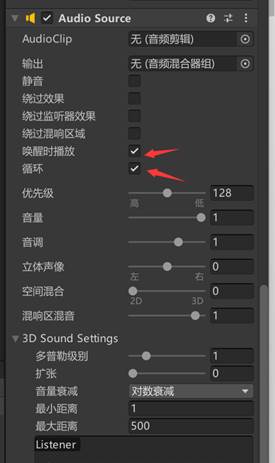 Audio Source
AudioClip 无 (音频剪辑)
输出 无 (音频混合器组)
静音
绕过效果
绕过监听器效果
绕过混响区域
唤醒时播放
循环
优先级 128
高 低
音量 1
音调 1
立体声像 0
左 右
空间混合 0
2D 3D
混响区混音 1
3D Sound Settings
多普勒级别 1
扩张 0
音量衰减 对数衰减
最小距离 1
最大距离 500
Listener